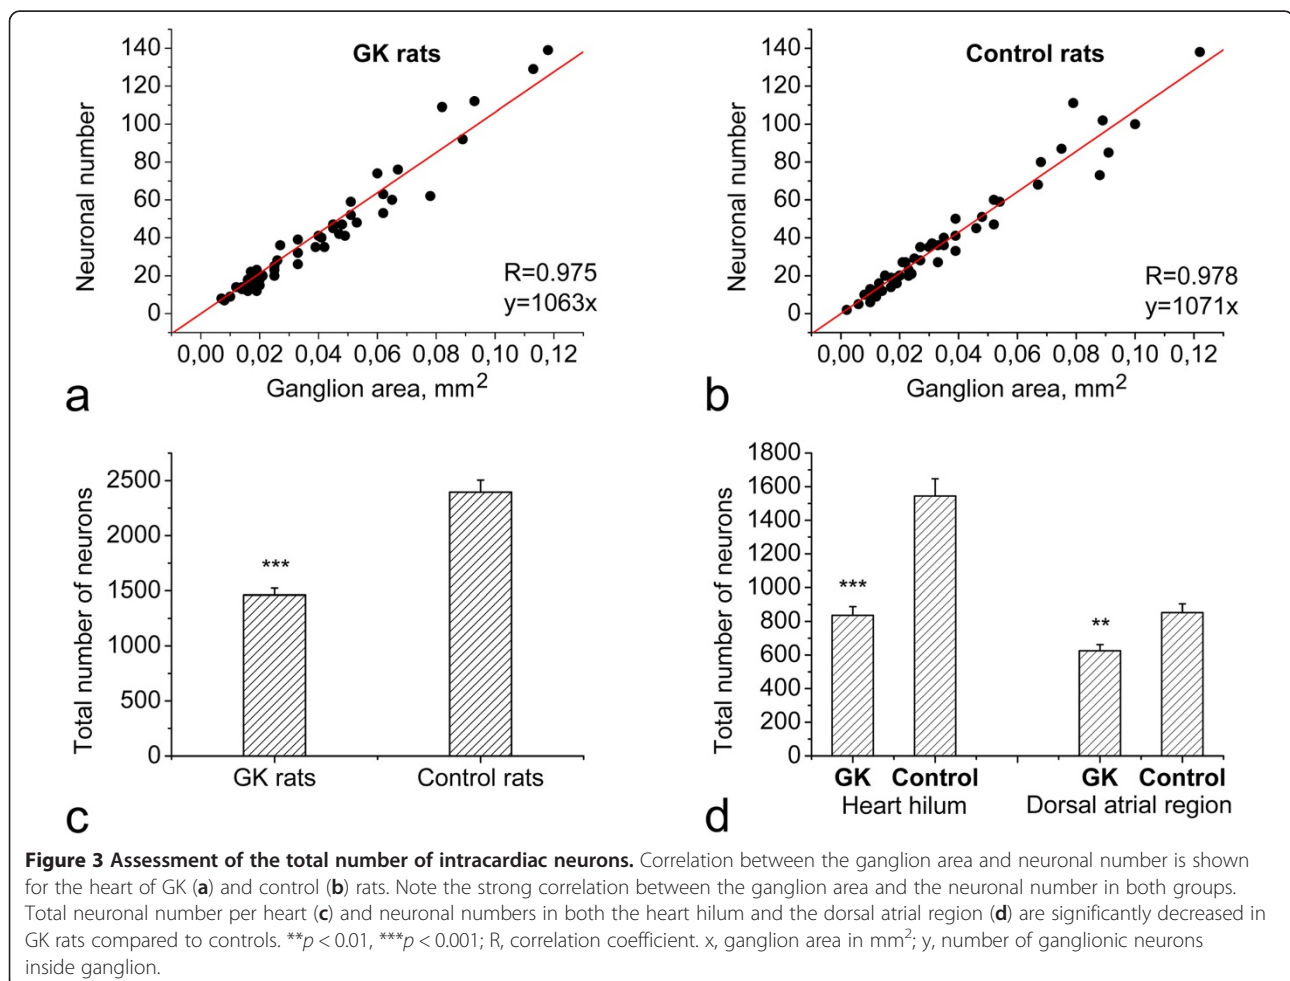 GK rats
Neuronal number
140
120
100
80
60
40
20
0
R=0.975
y=1063x
0,00 0,02 0,04 0,06 0,08 0,10 0,12
Ganglion area, mm²
a
Control rats
Neuronal number
140
120
100
80
60
40
20
0
R=0.978
y=1071x
0,00 0,02 0,04 0,06 0,08 0,10 0,12
Ganglion area, mm²
b
Total number of neurons
2500
2000
1500
1000
500
0
***
GK rats Control rats
c
Total number of neurons
1800
1600
1400
1200
1000
800
600
400
200
0
***
**
GK Control GK Control
Heart hilum Dorsal atrial region
d
Figure 3 Assessment of the total number of intracardiac neurons. Correlation between the ganglion area and neuronal number is shown
for the heart of GK (a) and control (b) rats. Note the strong correlation between the ganglion area and the neuronal number in both groups.
Total neuronal number per heart (c) and neuronal numbers in both the heart hilum and the dorsal atrial region (d) are significantly decreased in
GK rats compared to controls. **p < 0.01, ***p < 0.001; R, correlation coefficient. x, ganglion area in mm²; y, number of ganglionic neurons
inside ganglion.